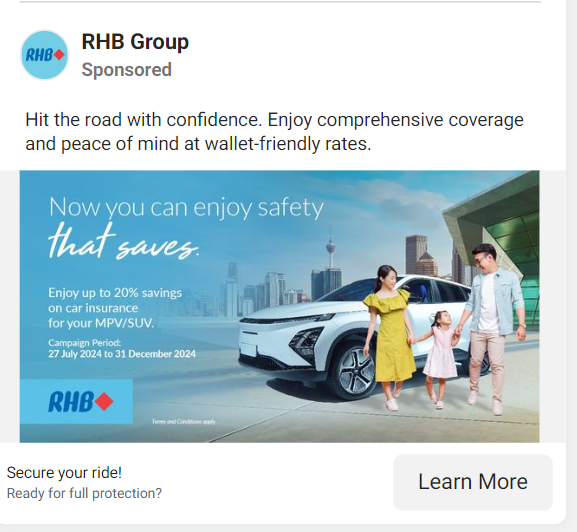 RHB
RHB Group
Sponsored
Hit the road with confidence. Enjoy comprehensive coverage
and peace of mind at wallet-friendly rates.
Now you can enjoy safety
that saves.
Enjoy up to 20% savings
on car insurance
for your MPV/SUV.
Campaign Period:
27 July 2024 to 31 December 2024
RHB
Terms and Conditions apply.
Secure your ride!
Ready for full protection?
Learn More